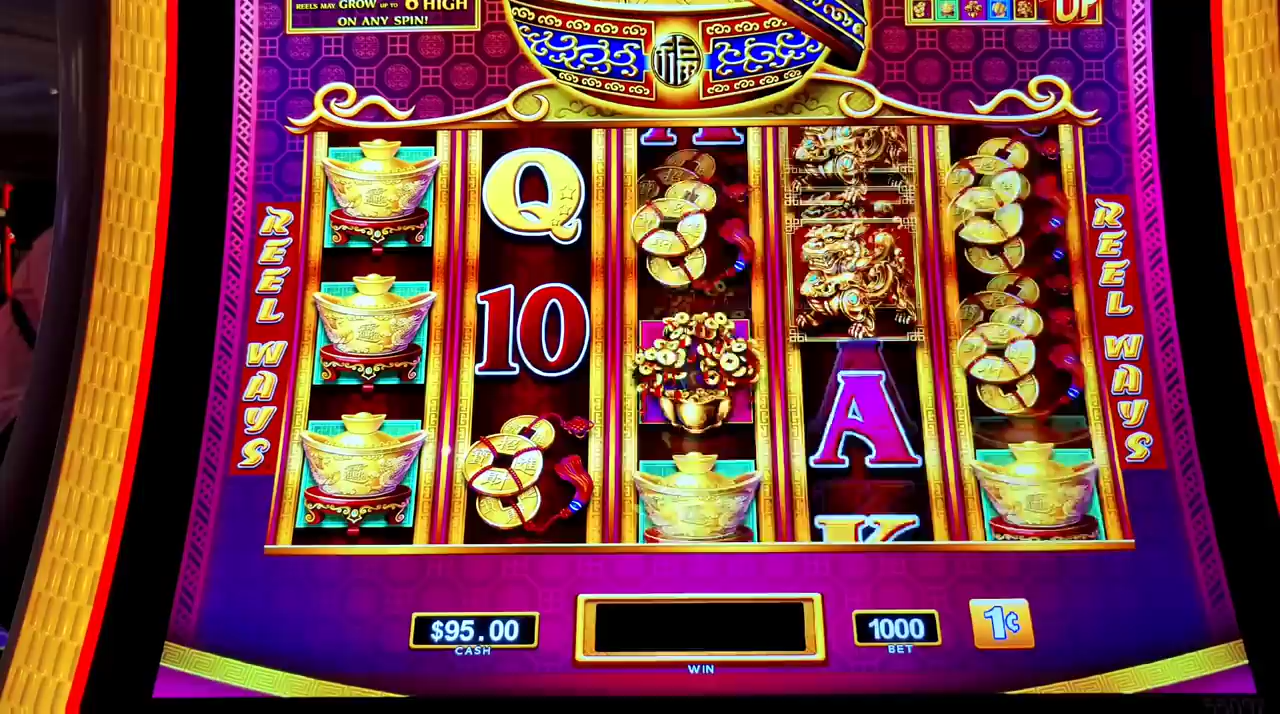 REELS MAY GROW UP TO 6 HIGH
ON ANY SPIN!
UP
福
REEL WAYS
REEL WAYS
Q
10
A
A
K
$95.00
CASH
WIN
1000
BET
1¢